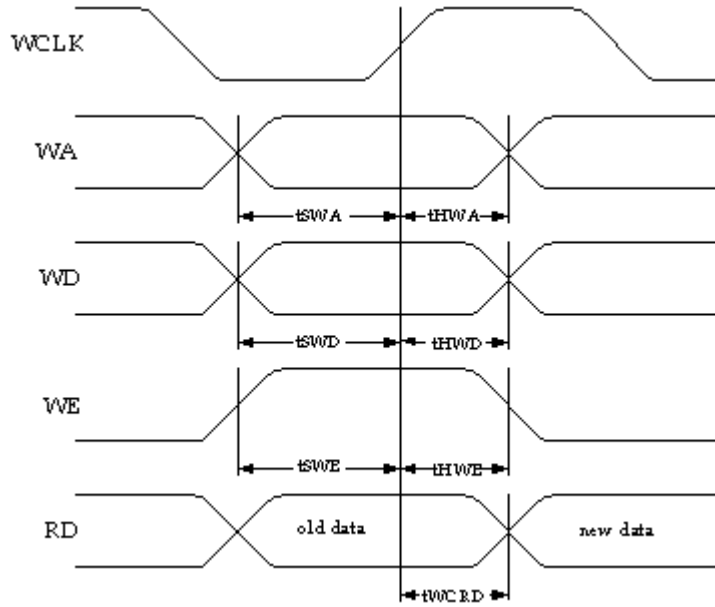 WCLK
WA
tSWA tHWA
WD
tSWD tHWD
WE
tSWE tHWE
RD old data new data
tWCRD